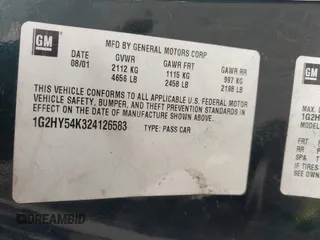 GM
MFD BY GENERAL MOTORS CORP
DATE GVWR GAWR FRT GAWR RR
08/01 2112 KG 1115 KG 997 KG
4656 LB 2458 LB 2198 LB
THIS VEHICLE CONFORMS TO ALL APPLICABLE U.S. FEDERAL MOTOR
VEHICLE SAFETY, BUMPER, AND THEFT PREVENTION STANDARDS IN
EFFECT ON THE DATE OF MANUFACTURE SHOWN ABOVE.
1G2HY54K324126583 TYPE: PASS CAR
GM
MAX.
1G2H
MODEL
FRT
RR
SPA
DREAMBID